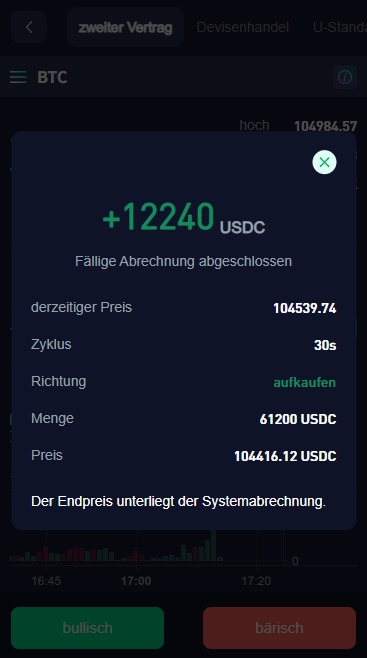 zweiter Vertrag Devisenhandel U-Standa
BTC
hoch 104984.57
+12240 USDC
Fällige Abrechnung abgeschlossen
derzeitiger Preis 104539.74
Zyklus 30s
Richtung aufkaufen
Menge 61200 USDC
Preis 104416.12 USDC
Der Endpreis unterliegt der Systemabrechnung.
0
16:45 17:00 17:20
bullisch bärisch